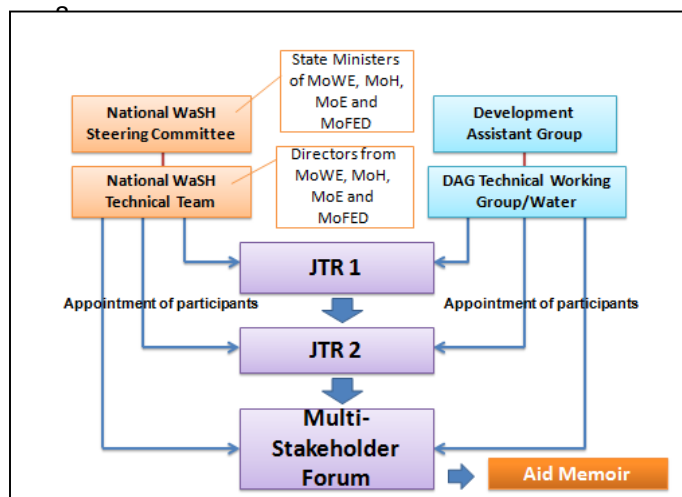 State Ministers
of MoWE, MoH,
MoE and
MoFED
National WaSH
Steering Committee
Development
Assistant Group
Directors from
MoWE, MoH,
MoE and
MoFED
National WaSH
Technical Team
DAG Technical Working
Group/Water
JTR 1
Appointment of participants
Appointment of participants
JTR 2
Multi-
Stakeholder
Forum
Aid Memoir